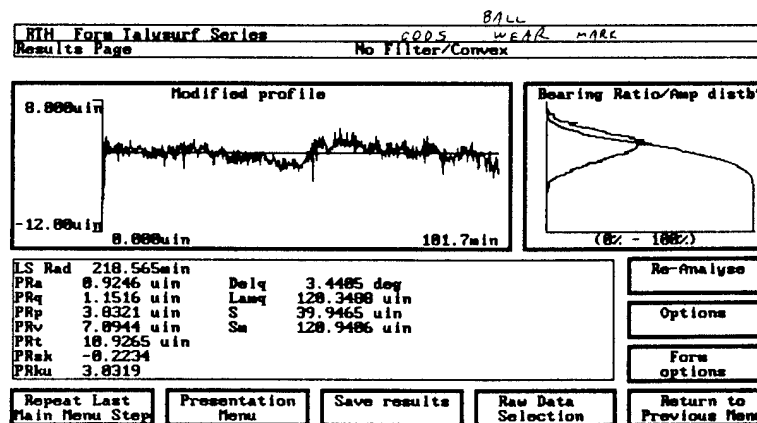 BALL
GODS WEAR MARK
RTH Form Talysurf Series
Results Page No Filter/Convex
Modified profile
8.000uin
-12.00uin
0.000uin 101.7min
Bearing Ratio/Amp distb'
(0% - 100%)
LS Rad 218.565min
PRa 0.9246 uin Delq 3.4405 deg
PRq 1.1516 uin Lamq 120.3488 uin
PRp 3.8321 uin S 39.9465 uin
PRv 7.0944 uin Sm 120.9406 uin
PRt 10.9265 uin
PRsk -0.2234
PRku 3.0319
Re-Analyse
Options
Form
options
Repeat Last
Main Menu Step
Presentation
Menu
Save results
Raw Data
Selection
Return to
Previous Menu